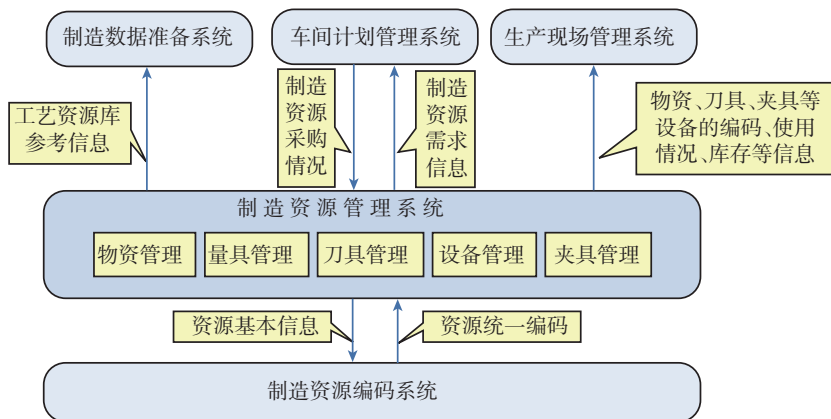 制造数据准备系统
车间计划管理系统
生产现场管理系统
工艺资源库
参考信息
制造
资源
采购
情况
制造
资源
需求
信息
物资、刀具、夹具等
设备的编码、使用
情况、库存等信息
制造资源管理系统
物资管理
量具管理
刀具管理
设备管理
夹具管理
资源基本信息
资源统一编码
制造资源编码系统